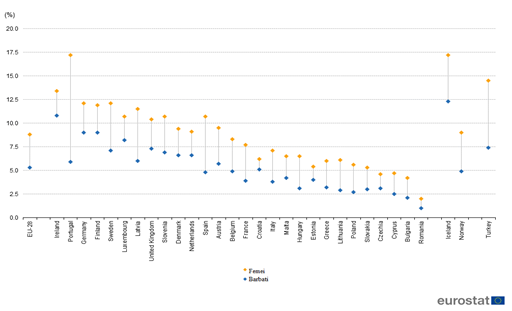 (%)
20.0
17.5
15.0
12.5
10.0
7.5
5.0
2.5
0.0
EU-28
Ireland
Portugal
Germany
Finland
Sweden
Luxembourg
Latvia
United Kingdom
Slovenia
Denmark
Netherlands
Spain
Austria
Belgium
France
Croatia
Italy
Malta
Hungary
Estonia
Greece
Lithuania
Poland
Slovakia
Czechia
Cyprus
Bulgaria
Romania
Iceland
Norway
Turkey
Femei
Barbati
eurostat